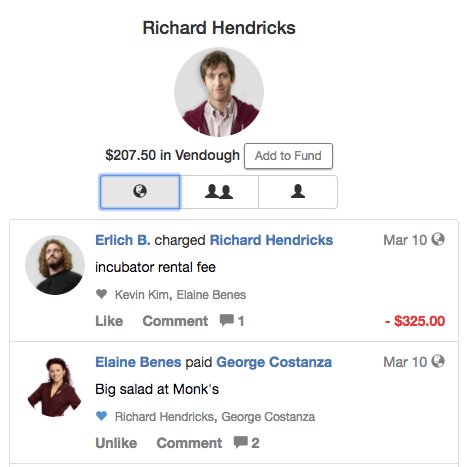 Richard Hendricks
$207.50 in Vendough Add to Fund
Erlich B. charged Richard Hendricks Mar 10
incubator rental fee
Kevin Kim, Elaine Benes
Like Comment 1 - $325.00
Elaine Benes paid George Costanza Mar 10
Big salad at Monk's
Richard Hendricks, George Costanza
Unlike Comment 2